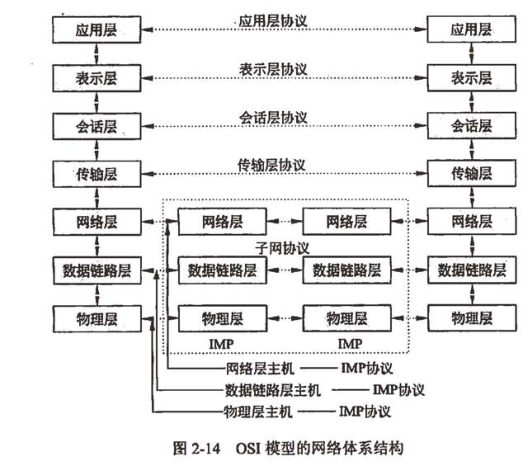 应用层 应用层协议 应用层
表示层 表示层协议 表示层
会话层 会话层协议 会话层
传输层 传输层协议 传输层
网络层 网络层 网络层 网络层
子网协议
数据链路层 数据链路层 数据链路层 数据链路层
物理层 物理层 物理层 物理层
IMP IMP
网络层主机 —— IMP协议
数据链路层主机 —— IMP协议
物理层主机 —— IMP协议
图 2-14 OSI 模型的网络体系结构